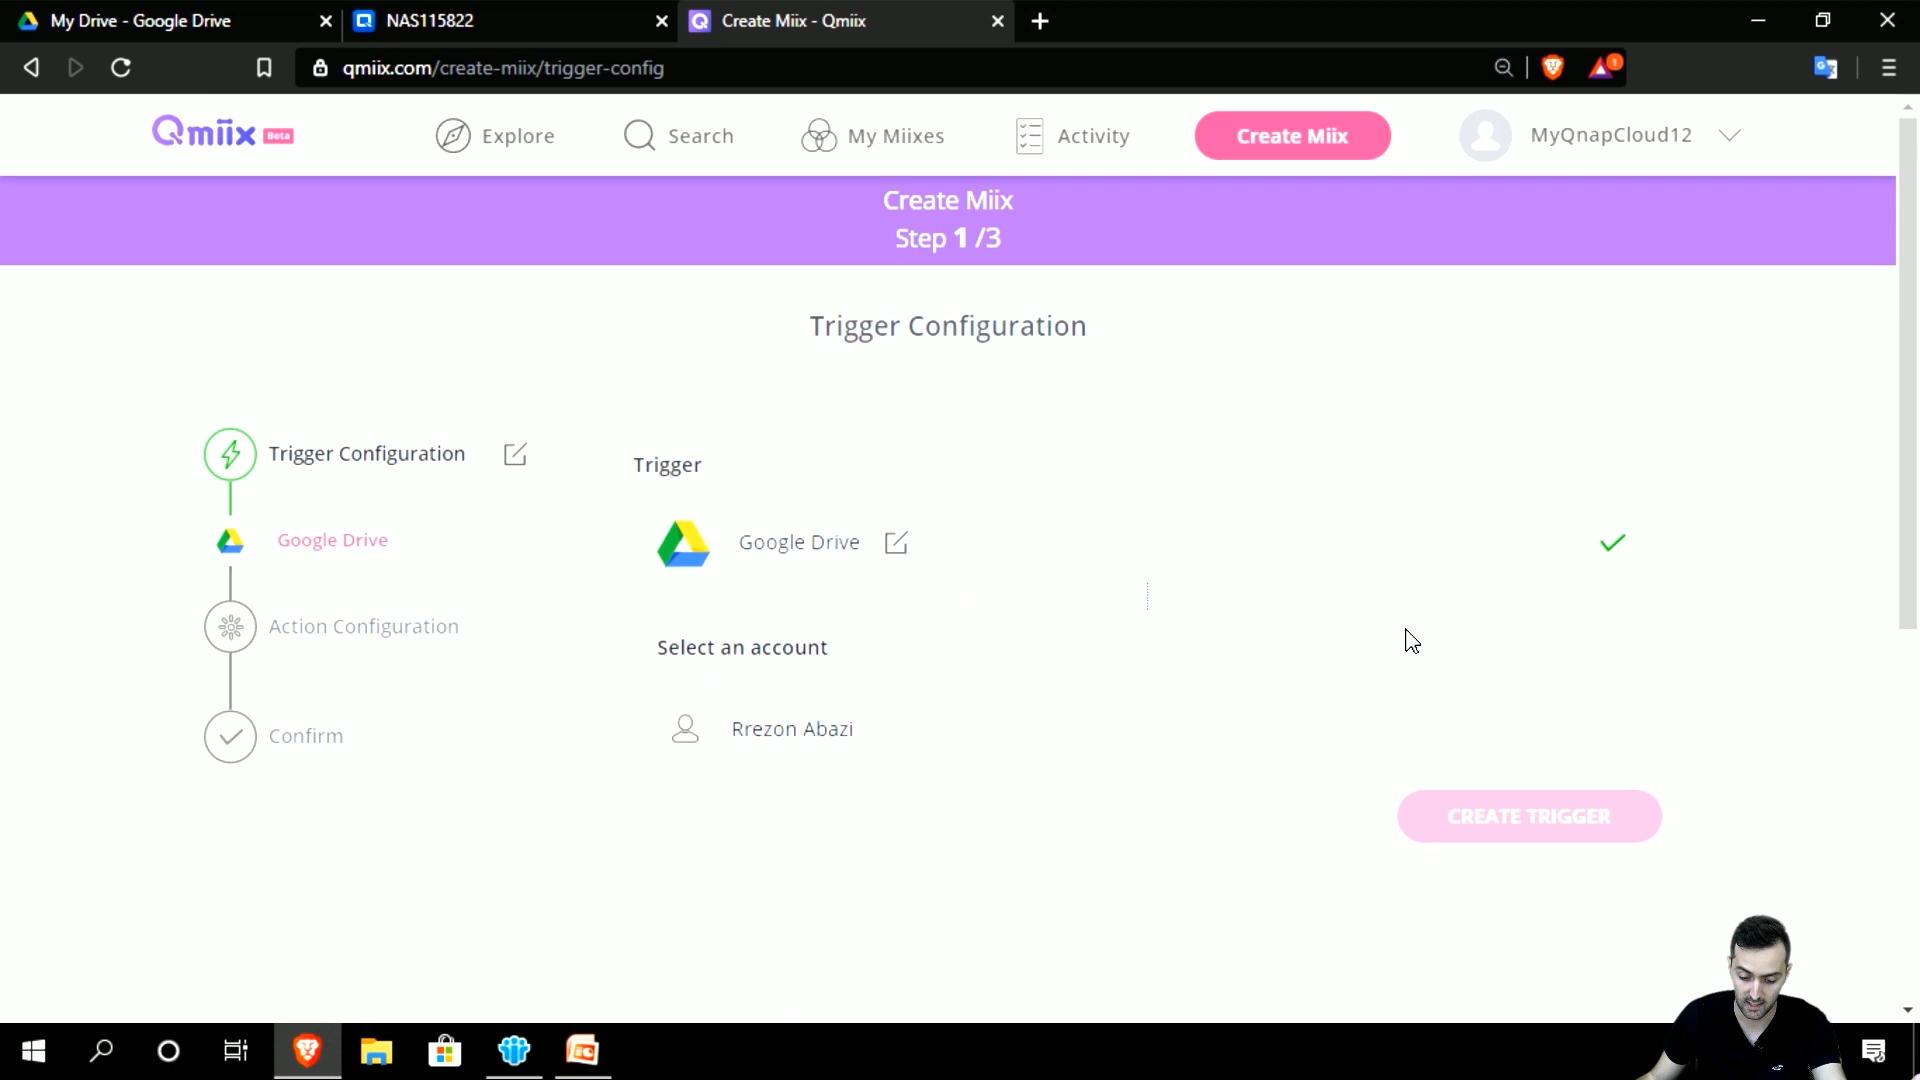 My Drive - Google Drive
NAS115822
Create Miix - Qmiix
qmiix.com/create-miix/trigger-config
1
Qmiix Beta
Explore
Search
My Miixes
Activity
Create Miix
MyQnapCloud12
Create Miix
Step 1 /3
Trigger Configuration
Trigger Configuration
Google Drive
Action Configuration
Confirm
Trigger
Google Drive
Select an account
Rrezon Abazi
CREATE TRIGGER